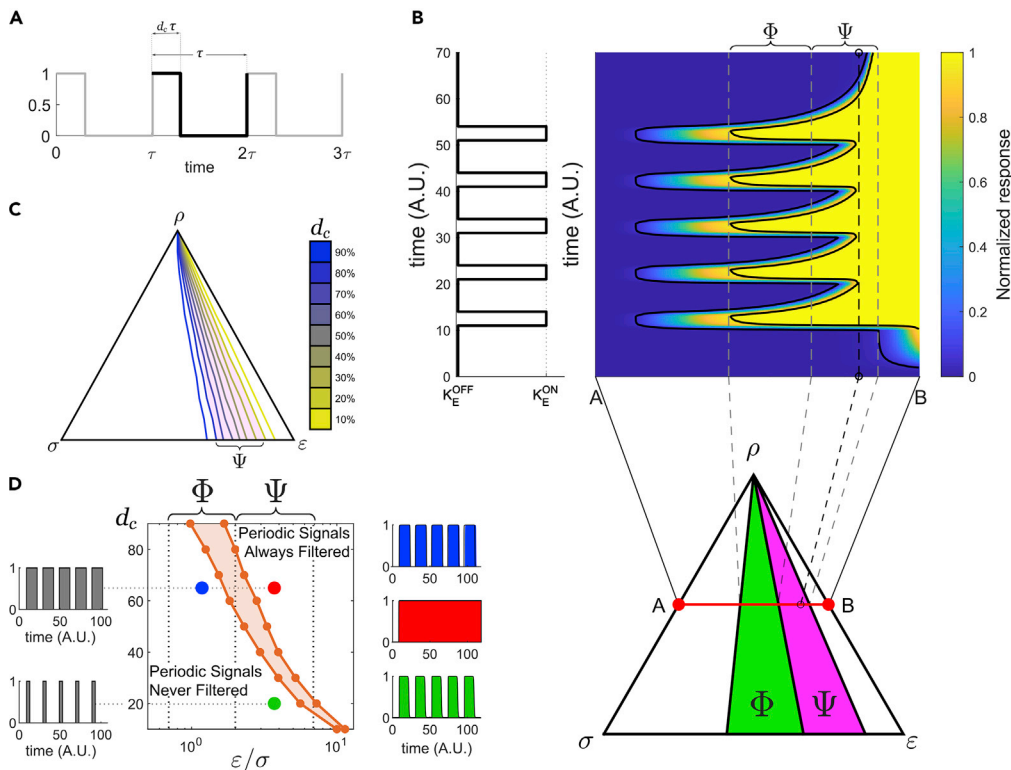 A
d_c τ
τ
1
0.5
0
0
τ
2τ
3τ
time
B
time (A.U.)
70
60
50
40
30
20
10
0
K_E^OFF
K_E^ON
time (A.U.)
Φ
Ψ
A
B
1
0.8
0.6
0.4
0.2
0
Normalized response
C
ρ
σ
ε
Ψ
d_c
90%
80%
70%
60%
50%
40%
30%
20%
10%
ρ
A
B
Φ
Ψ
σ
ε
D
Φ
Ψ
d_c
80
60
40
20
Periodic Signals
Always Filtered
Periodic Signals
Never Filtered
10^0
10^1
ε/σ
1
0
0
50
100
time (A.U.)
1
0
0
50
100
time (A.U.)
1
0
0
50
100
1
0
0
50
100
1
0
0
50
100
time (A.U.)